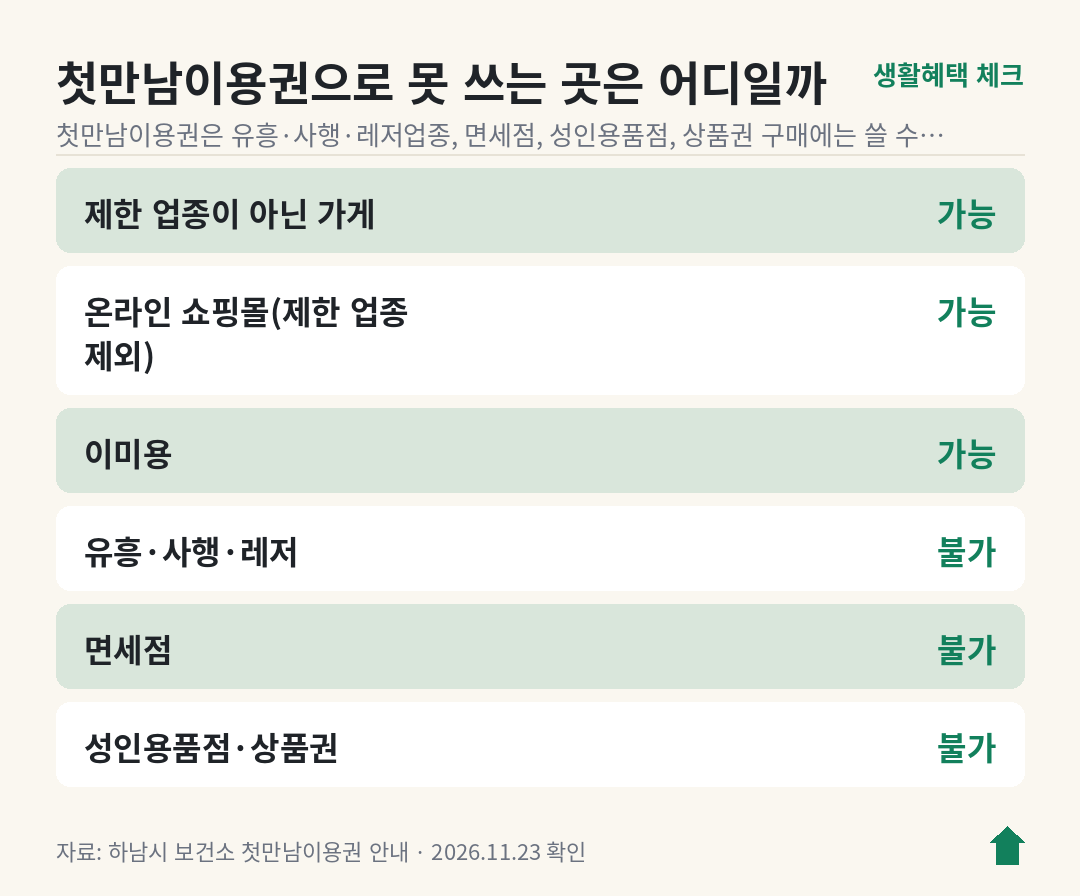 첫만남이용권으로 못 쓰는 곳은 어디일까
생활혜택 체크
첫만남이용권은 유흥·사행·레저업종, 면세점, 성인용품점, 상품권 구매에는 쓸 수…
제한 업종이 아닌 가게 가능
온라인 쇼핑몰(제한 업종 가능
제외)
이미용 가능
유흥·사행·레저 불가
면세점 불가
성인용품점·상품권 불가
자료: 하남시 보건소 첫만남이용권 안내 · 2026.11.23 확인